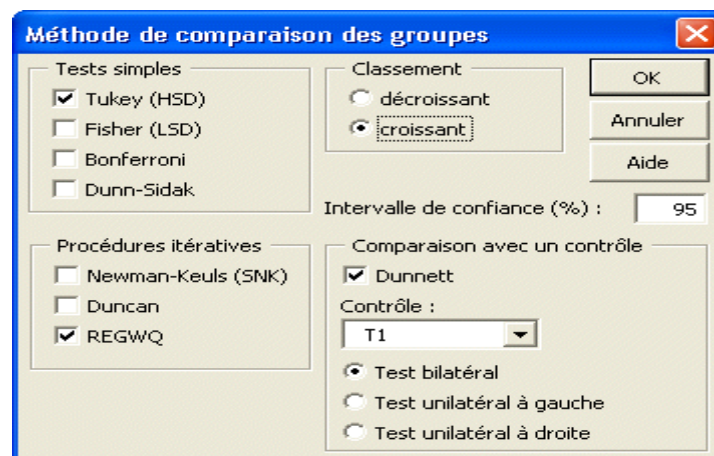 Méthode de comparaison des groupes
Tests simples
Tukey (HSD)
Fisher (LSD)
Bonferroni
Dunn-Sidak
Classement
décroissant
croissant
OK
Annuler
Aide
Intervalle de confiance (%) : 95
Procédures itératives
Newman-Keuls (SNK)
Duncan
REGWQ
Comparaison avec un contrôle
Dunnett
Contrôle :
T1
Test bilatéral
Test unilatéral à gauche
Test unilatéral à droite